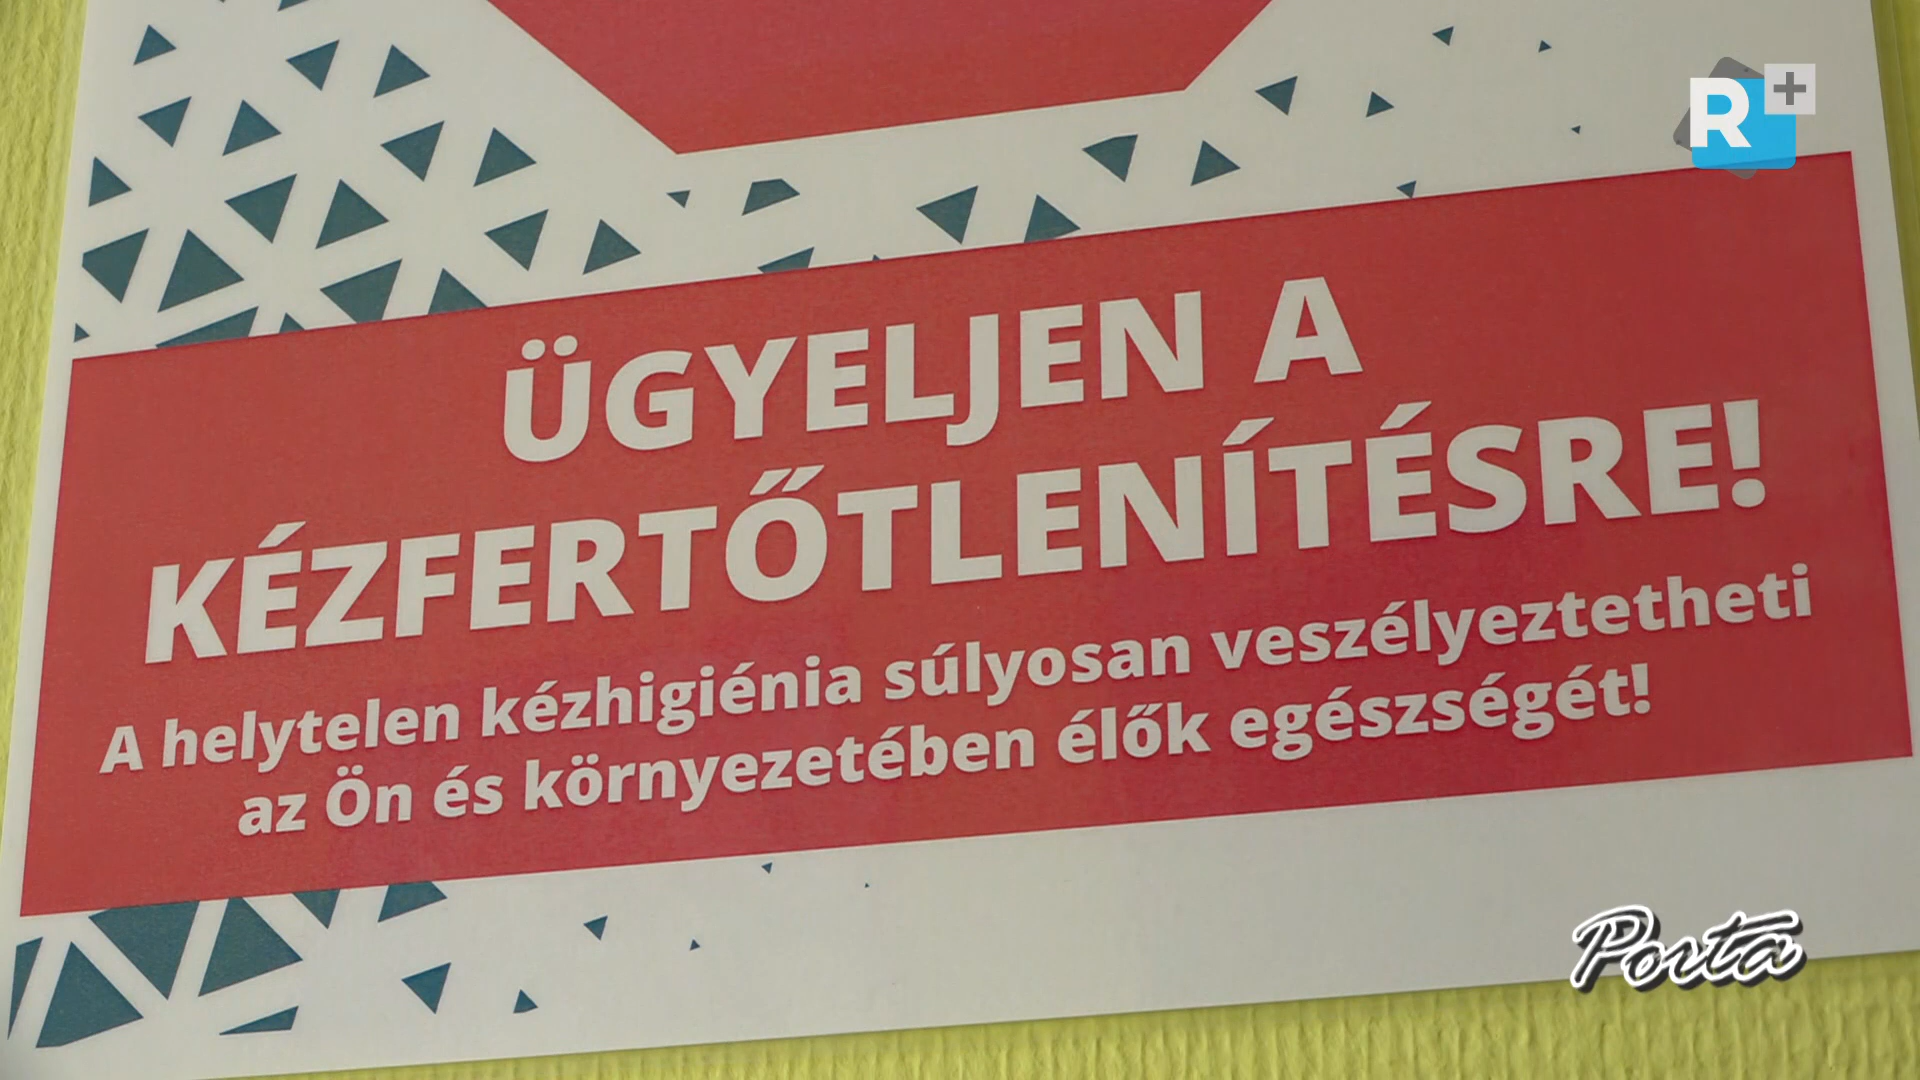 R+
ÜGYELJEN A
KÉZFERTŐTLENÍTÉSRE!
A helytelen kézhigiénia súlyosan veszélyeztetheti
az Ön és környezetében élők egészségét!
Porta